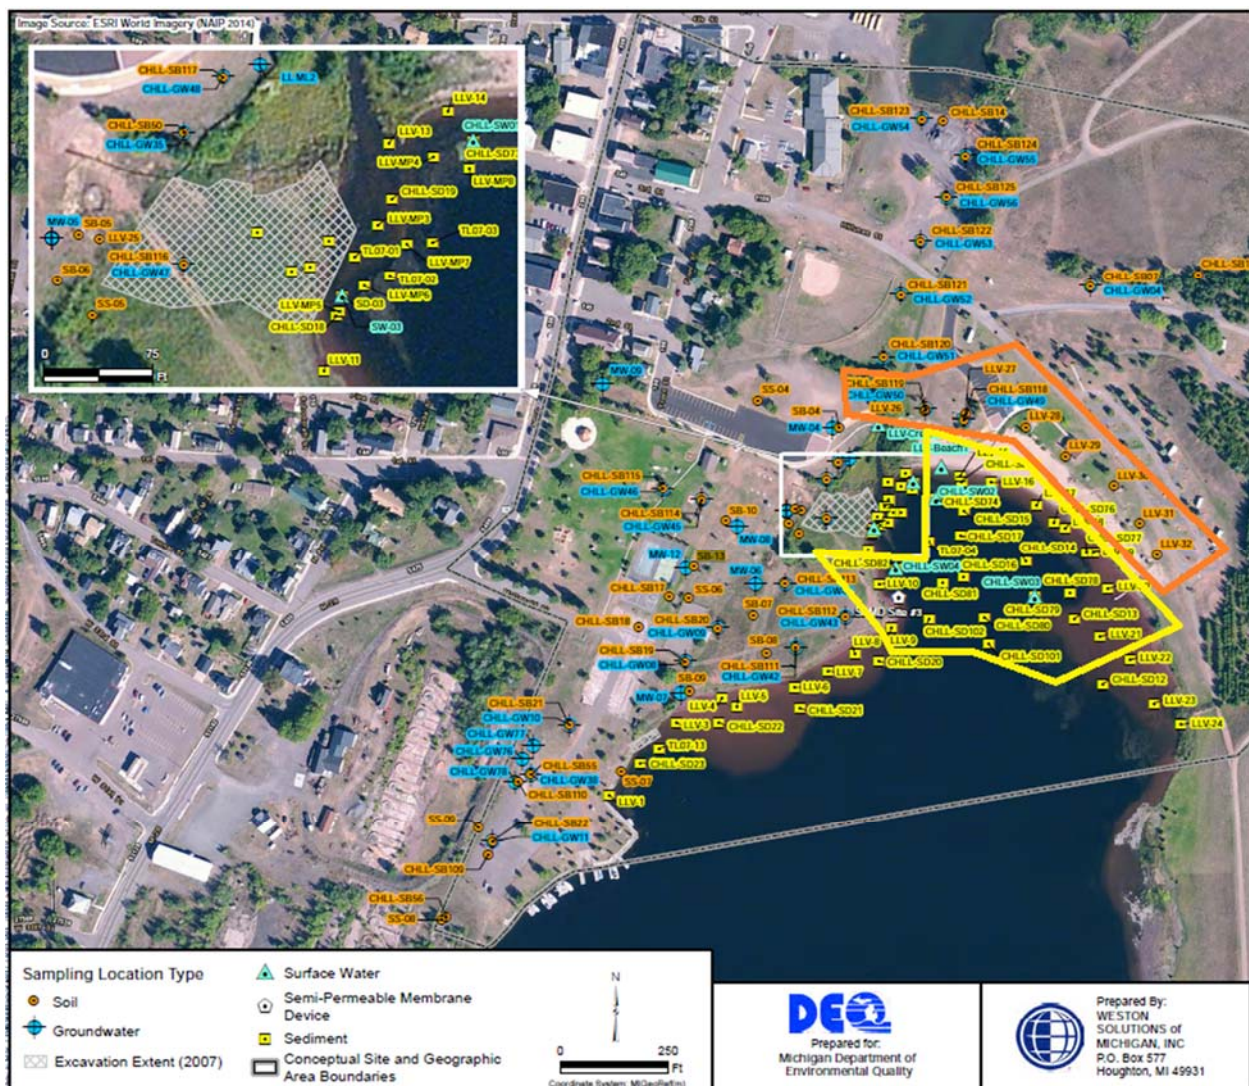 Image Source: ESRI World Imagery (NAIP 2014)
CHLL-SB117
CHLL-GW48
LL ML2
CHLL-SB50
CHLL-GW35
LLV-14
LLV-13
CHLL-SW01
LLV-MP4
LLV-MP8
CHLL-SD19
LLV-MP3
MW-05
SB-05
LLV-25
CHLL-SB116
CHLL-GW47
TL07-01
TL07-03
LLV-MP7
TL07-02
SB-06
LLV-MP6
LLV-MP5
SD-03
SS-05
CHLL-SD18
SW-03
LLV-11
0
75
Ft
CHLL-SB123
CHLL-GW54
CHLL-SB14
CHLL-SB124
CHLL-GW55
CHLL-SB125
CHLL-GW56
CHLL-SB122
CHLL-GW53
CHLL-SB07
CHLL-GW04
CHLL-SB121
CHLL-GW52
CHLL-SB120
CHLL-GW51
MW-09
SS-04
CHLL-SB119
CHLL-GW50
LLV-26
LLV-27
CHLL-SB118
CHLL-GW49
SB-04
MW-04
LLV-28
LLV-29
LLV-30
LLV-31
LLV-32
CHLL-SB115
CHLL-GW46
CHLL-SB114
CHLL-GW45
SB-10
MW-08
MW-12
SB-13
MW-06
CHLL-SW02
CHLL-SD74
LLV-16
CHLL-SD15
CHLL-SD17
TL07-04
CHLL-SD16
CHLL-SD14
CHLL-SD77
CHLL-SD82
CHLL-SW04
CHLL-SW03
CHLL-SD78
LLV-10
CHLL-SD81
CHLL-SD79
CHLL-SD80
CHLL-SD13
CHLL-SB17
SS-06
SB-07
CHLL-SB112
CHLL-GW43
CHLL-SB18
CHLL-SB20
CHLL-GW09
CHLL-SD102
LLV-9
LLV-8
CHLL-SD101
LLV-21
CHLL-SB19
CHLL-GW08
SB-08
CHLL-SB111
CHLL-GW42
CHLL-SD20
LLV-7
LLV-22
CHLL-SD12
SB-09
MW-07
LLV-6
LLV-5
LLV-4
LLV-3
CHLL-SD21
CHLL-SD22
LLV-23
LLV-24
CHLL-SB21
CHLL-GW10
CHLL-GW77
CHLL-GW76
CHLL-GW78
CHLL-SB55
CHLL-GW38
CHLL-SB110
TL07-13
CHLL-SD23
SS-07
LLV-1
SS-09
CHLL-SB22
CHLL-GW11
CHLL-SB109
CHLL-SB56
SS-08
Sampling Location Type
Soil
Groundwater
Excavation Extent (2007)
Surface Water
Semi-Permeable Membrane
Device
Sediment
Conceptual Site and Geographic
Area Boundaries
N
0
250
Ft
DEQ
Prepared for:
Michigan Department of
Environmental Quality
Prepared By:
WESTON
SOLUTIONS of
MICHIGAN, INC
P.O. Box 577
Houghton, MI 49931